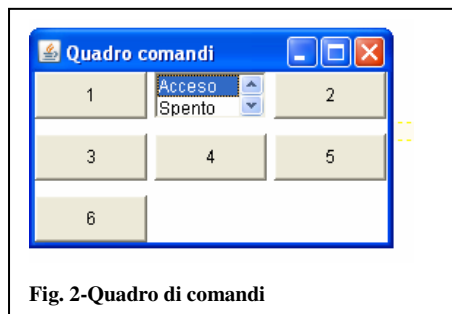 Quadro comandi
1
Acceso
2
Spento
3 4 5
6
Fig. 2-Quadro di comandi